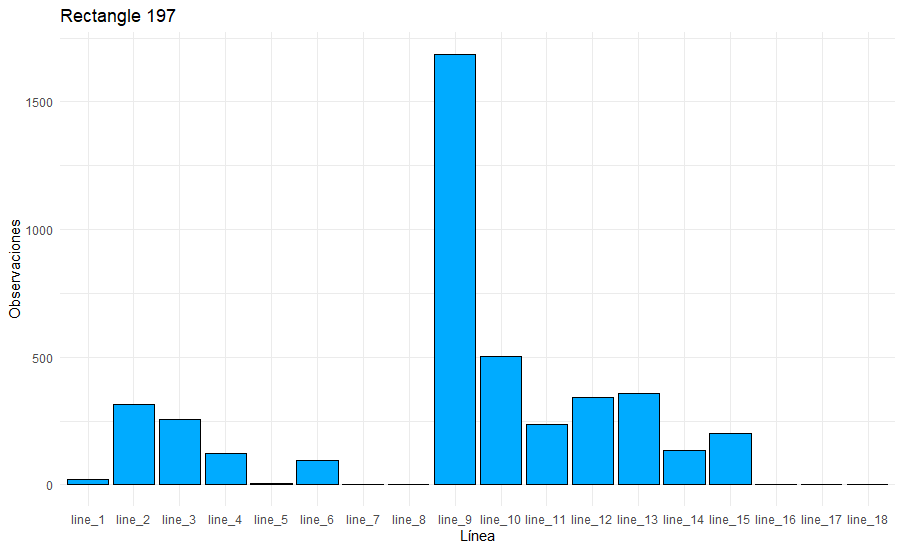 Rectangle 197
1500
1000
500
0
Observaciones
line_1 line_2 line_3 line_4 line_5 line_6 line_7 line_8 line_9 line_10 line_11 line_12 line_13 line_14 line_15 line_16 line_17 line_18
Línea